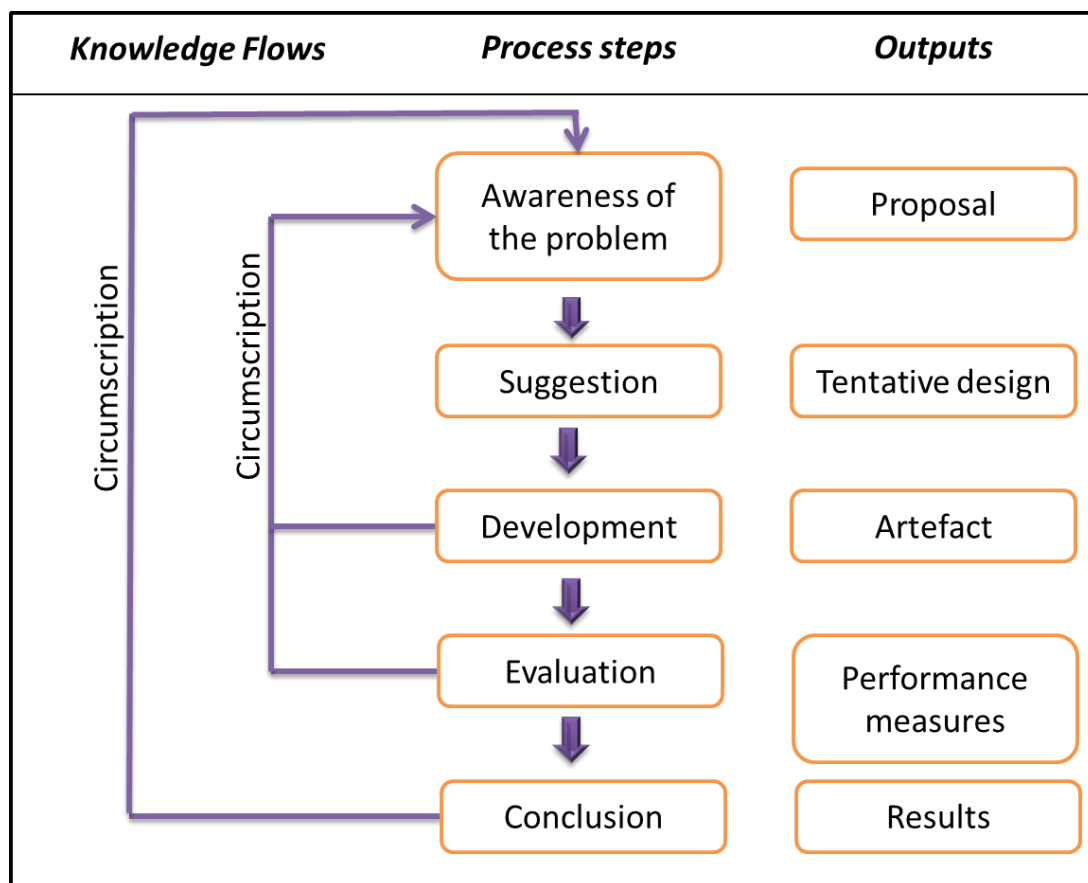 Knowledge Flows
Process steps
Outputs
Awareness of
the problem
Proposal
Circumscription
Circumscription
Suggestion
Tentative design
Development
Artefact
Evaluation
Performance
measures
Conclusion
Results